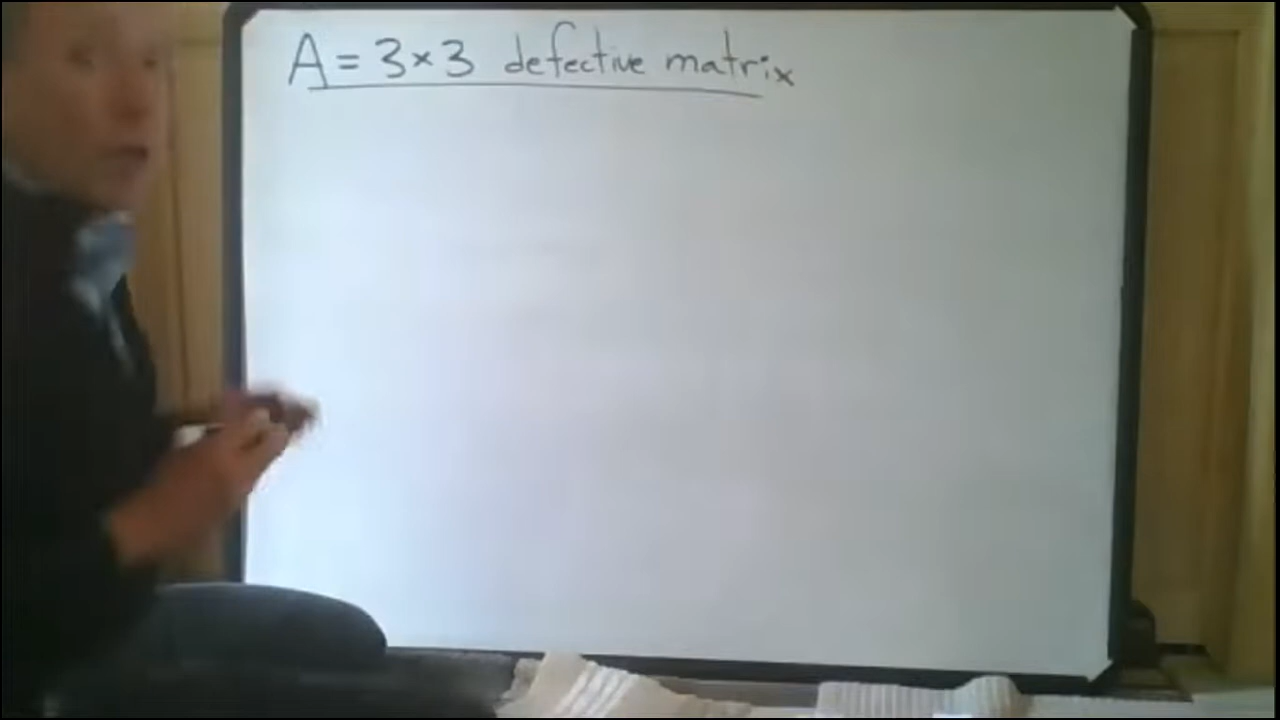 A = 3×3 defective matrix